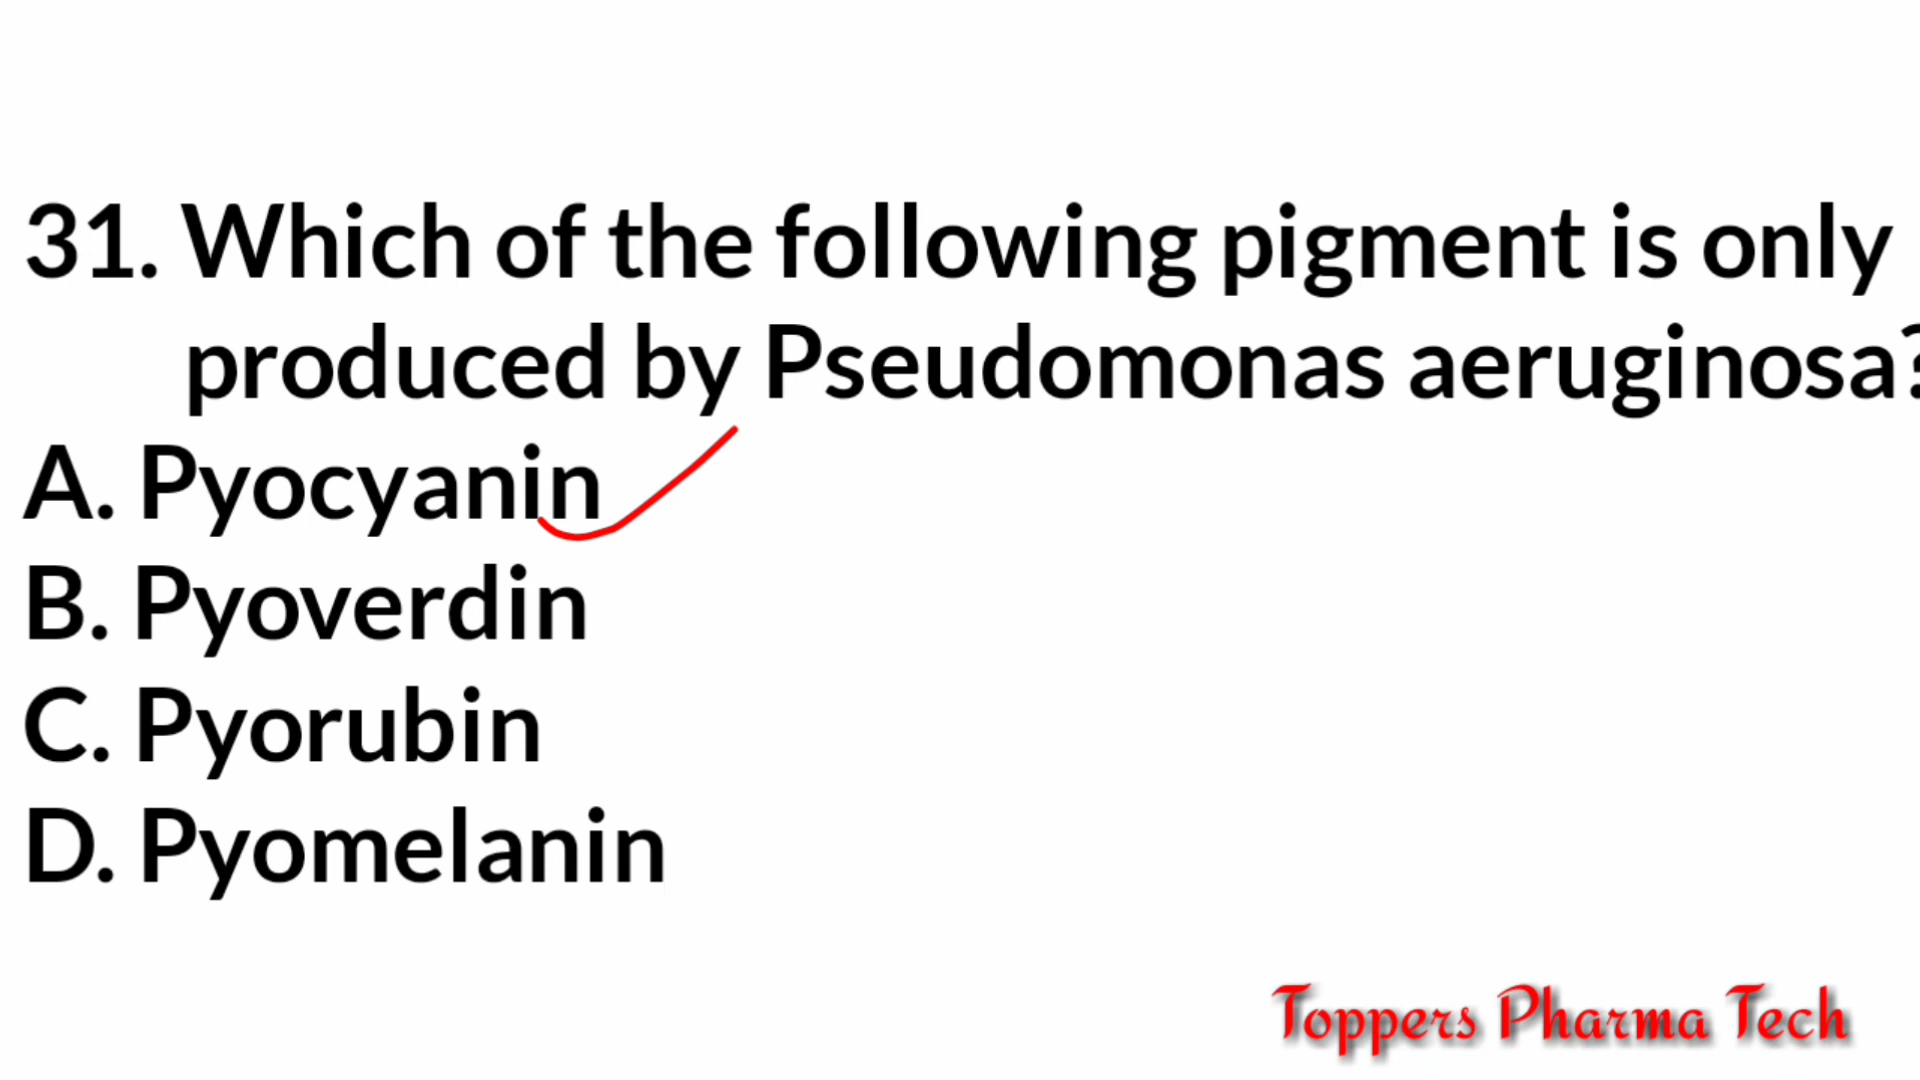 31. Which of the following pigment is only
produced by Pseudomonas aeruginosa?
A. Pyocyanin
B. Pyoverdin
C. Pyorubin
D. Pyomelanin
Toppers Pharma Tech